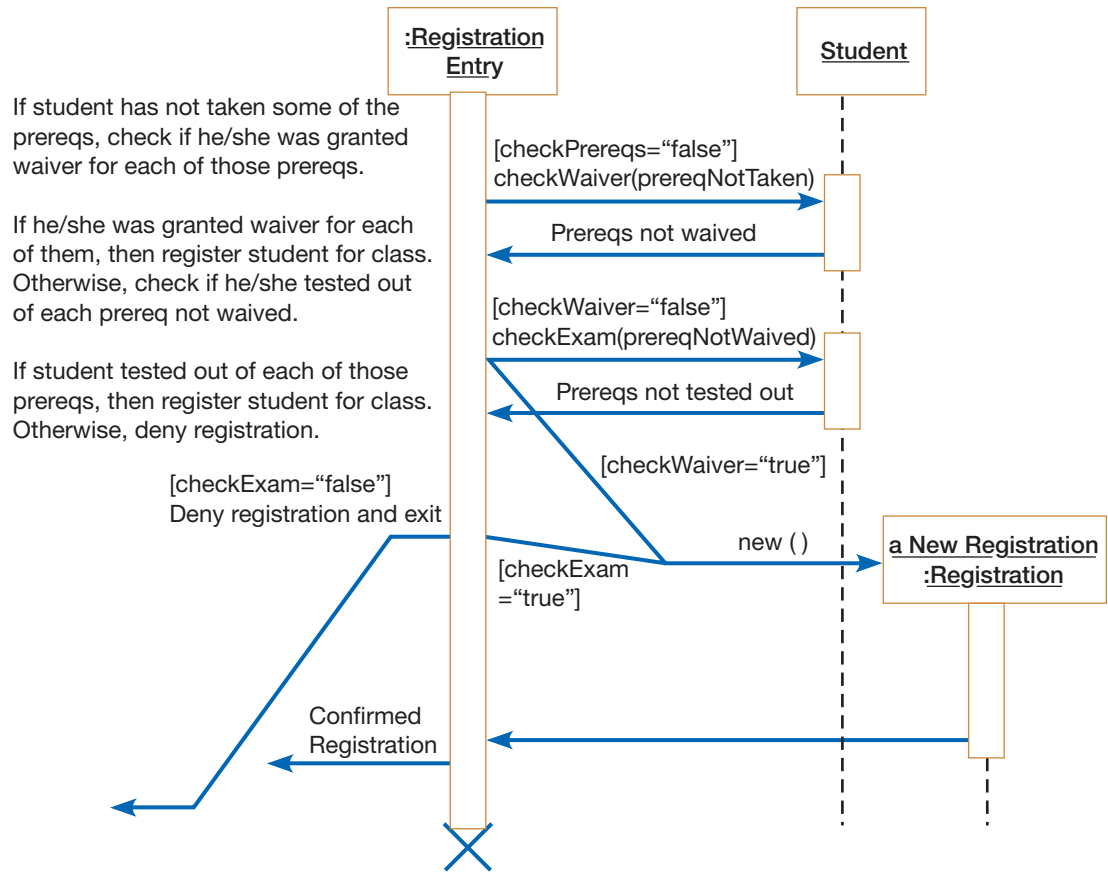 :Registration
Entry
Student
If student has not taken some of the
prereqs, check if he/she was granted
waiver for each of those prereqs.
If he/she was granted waiver for each
of them, then register student for class.
Otherwise, check if he/she tested out
of each prereq not waived.
If student tested out of each of those
prereqs, then register student for class.
Otherwise, deny registration.
[checkPrereqs=“false”]
checkWaiver(prereqNotTaken)
Prereqs not waived
[checkWaiver=“false”]
checkExam(prereqNotWaived)
Prereqs not tested out
[checkWaiver=“true”]
[checkExam=“false”]
Deny registration and exit
new ( )
[checkExam
=“true”]
a New Registration
:Registration
Confirmed
Registration